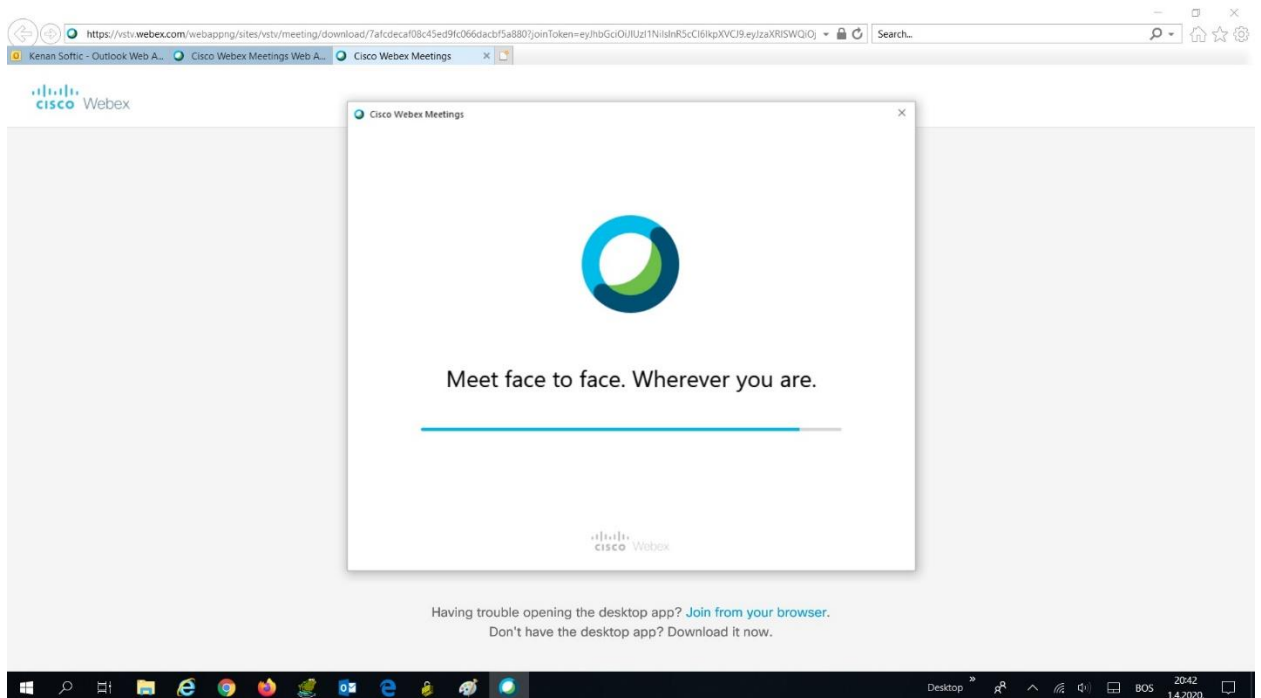 https://vstv.webex.com/webappng/sites/vstv/meeting/download/7afcdecaf08c45ed9fc066dacbf5a880?joinToken=eyJhbGciOiJIUzI1NiIsInR5cCI6IkpXVCJ9.eyJzaXRlSWQiOj
Search...
Kenan Softic - Outlook Web A...
Cisco Webex Meetings Web A...
Cisco Webex Meetings
CISCO Webex
Cisco Webex Meetings
Meet face to face. Wherever you are.
CISCO Webex
Having trouble opening the desktop app? Join from your browser.
Don't have the desktop app? Download it now.
Desktop
BOS
20:42
1.4.2020